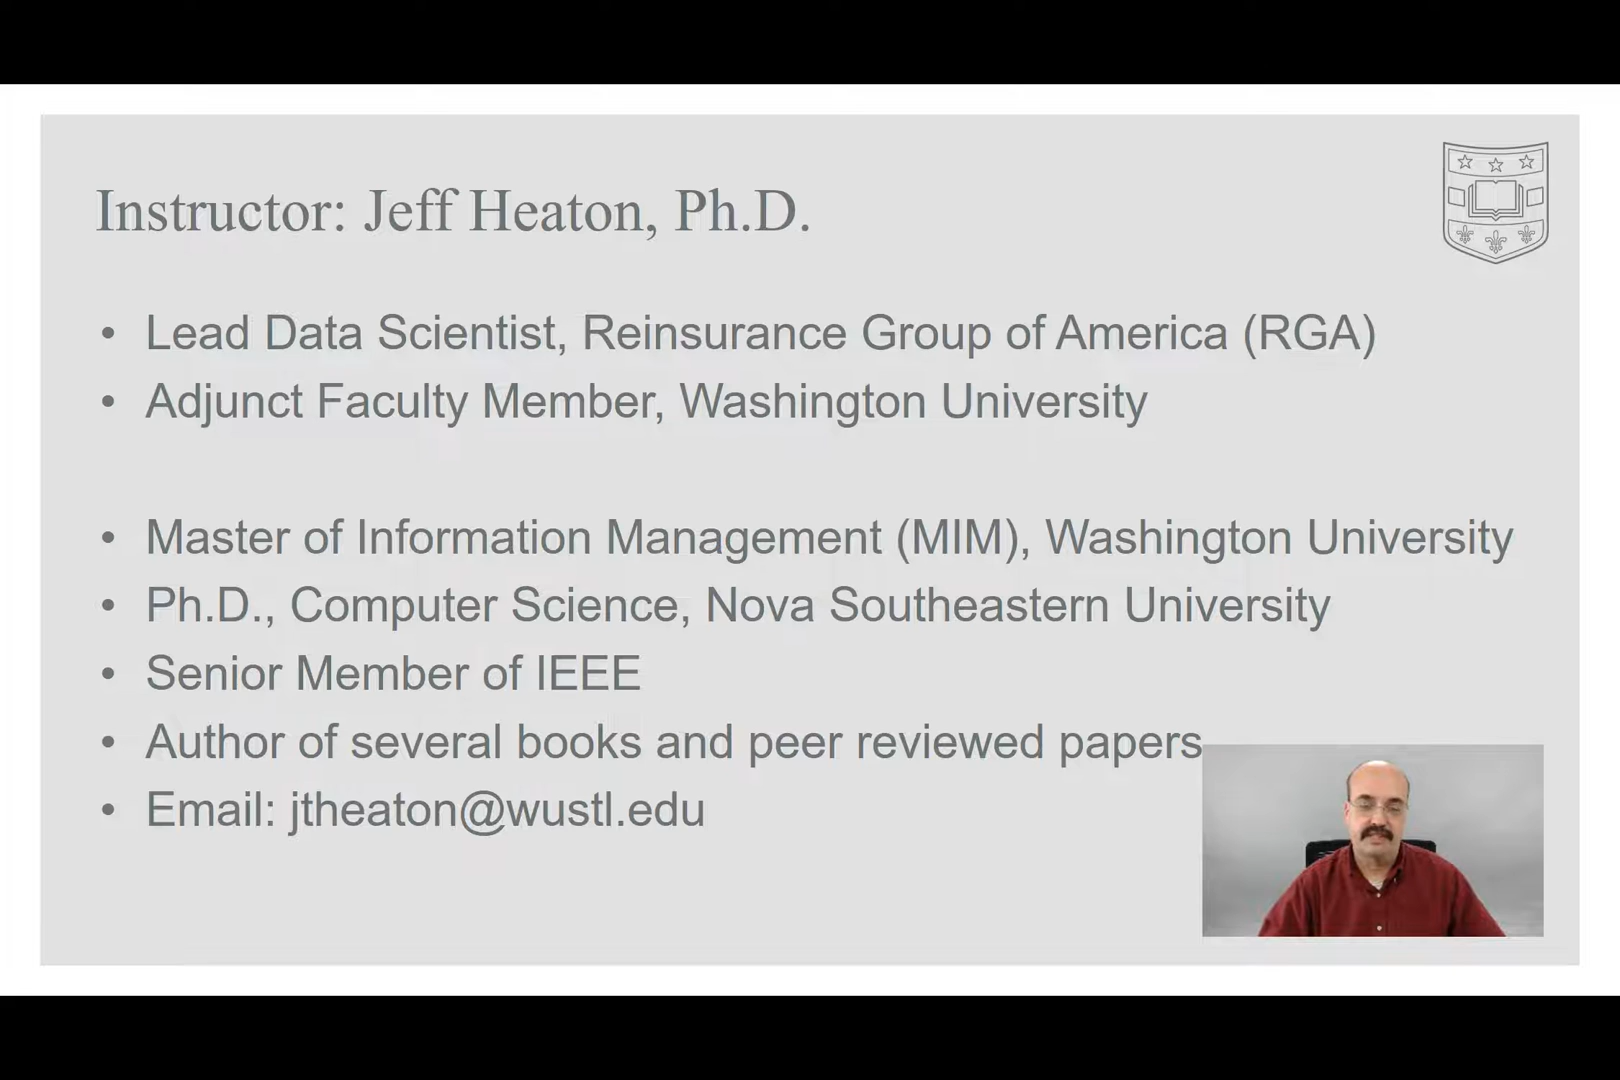 Instructor: Jeff Heaton, Ph.D.
• Lead Data Scientist, Reinsurance Group of America (RGA)
• Adjunct Faculty Member, Washington University
• Master of Information Management (MIM), Washington University
• Ph.D., Computer Science, Nova Southeastern University
• Senior Member of IEEE
• Author of several books and peer reviewed papers
• Email: jtheaton@wustl.edu